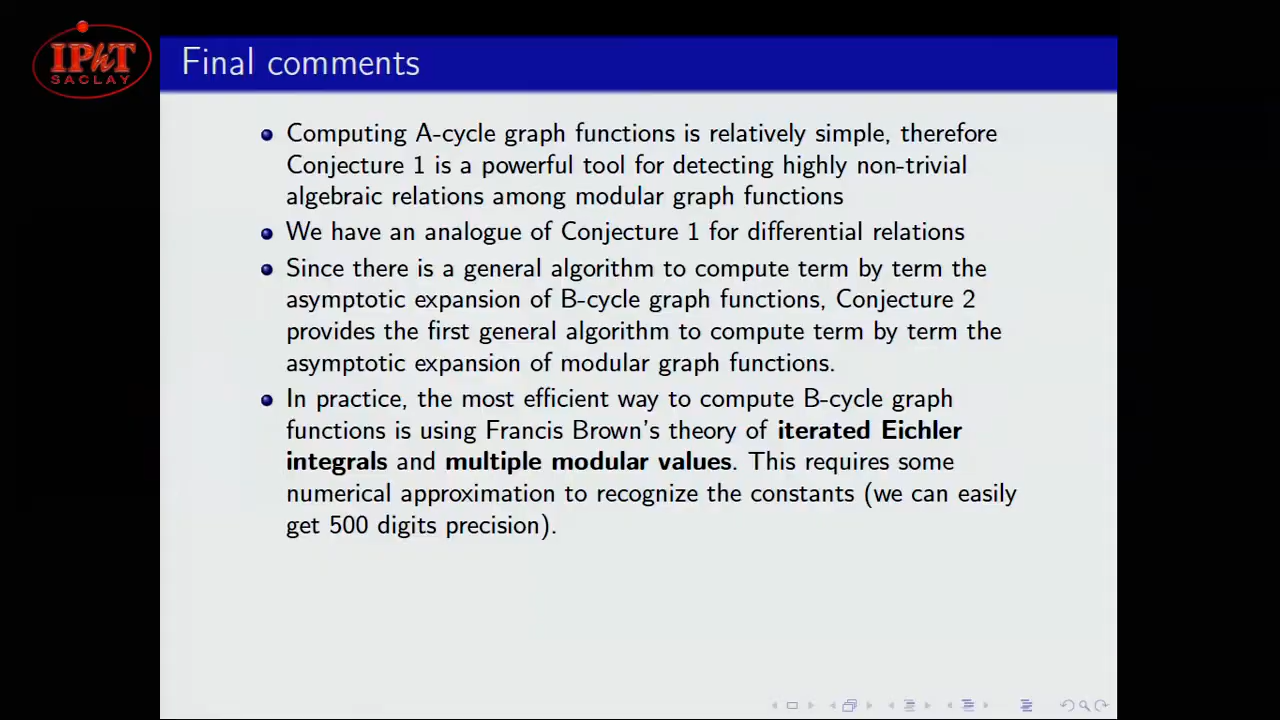 IPhT
SACLAY
Final comments
Computing A-cycle graph functions is relatively simple, therefore
Conjecture 1 is a powerful tool for detecting highly non-trivial
algebraic relations among modular graph functions
We have an analogue of Conjecture 1 for differential relations
Since there is a general algorithm to compute term by term the
asymptotic expansion of B-cycle graph functions, Conjecture 2
provides the first general algorithm to compute term by term the
asymptotic expansion of modular graph functions.
In practice, the most efficient way to compute B-cycle graph
functions is using Francis Brown's theory of iterated Eichler
integrals and multiple modular values. This requires some
numerical approximation to recognize the constants (we can easily
get 500 digits precision).